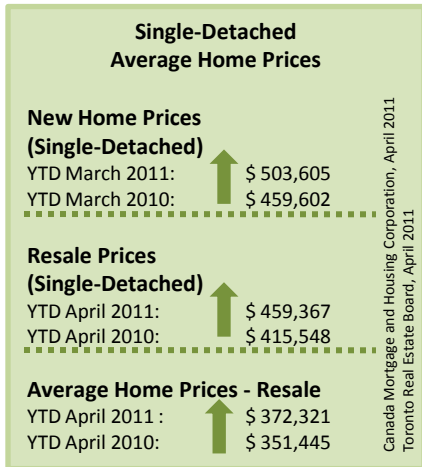 Single-Detached
Average Home Prices
New Home Prices
(Single-Detached)
YTD March 2011: $ 503,605
YTD March 2010: $ 459,602
Resale Prices
(Single-Detached)
YTD April 2011: $ 459,367
YTD April 2010: $ 415,548
Average Home Prices - Resale
YTD April 2011 : $ 372,321
YTD April 2010: $ 351,445
Canada Mortgage and Housing Corporation, April 2011
Toronto Real Estate Board, April 2011